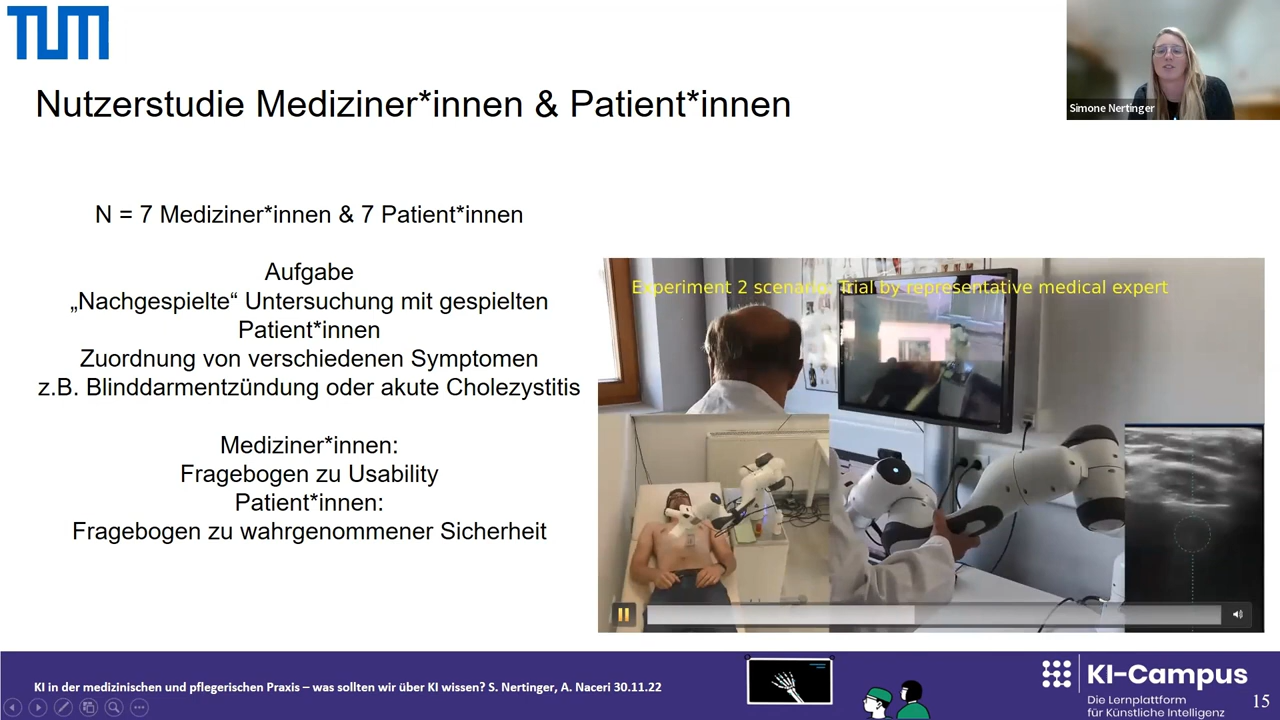 TUM
Simone Nertinger
Nutzerstudie Mediziner*innen & Patient*innen
N = 7 Mediziner*innen & 7 Patient*innen
Aufgabe
„Nachgespielte“ Untersuchung mit gespielten
Patient*innen
Zuordnung von verschiedenen Symptomen
z.B. Blinddarmentzündung oder akute Cholezystitis
Mediziner*innen:
Fragebogen zu Usability
Patient*innen:
Fragebogen zu wahrgenommener Sicherheit
Experiment 2 scenario: Trial by representative medical expert
KI in der medizinischen und pflegerischen Praxis – was sollten wir über KI wissen? S. Nertinger, A. Naceri 30.11.22
KI-Campus
Die Lernplattform
für Künstliche Intelligenz
15